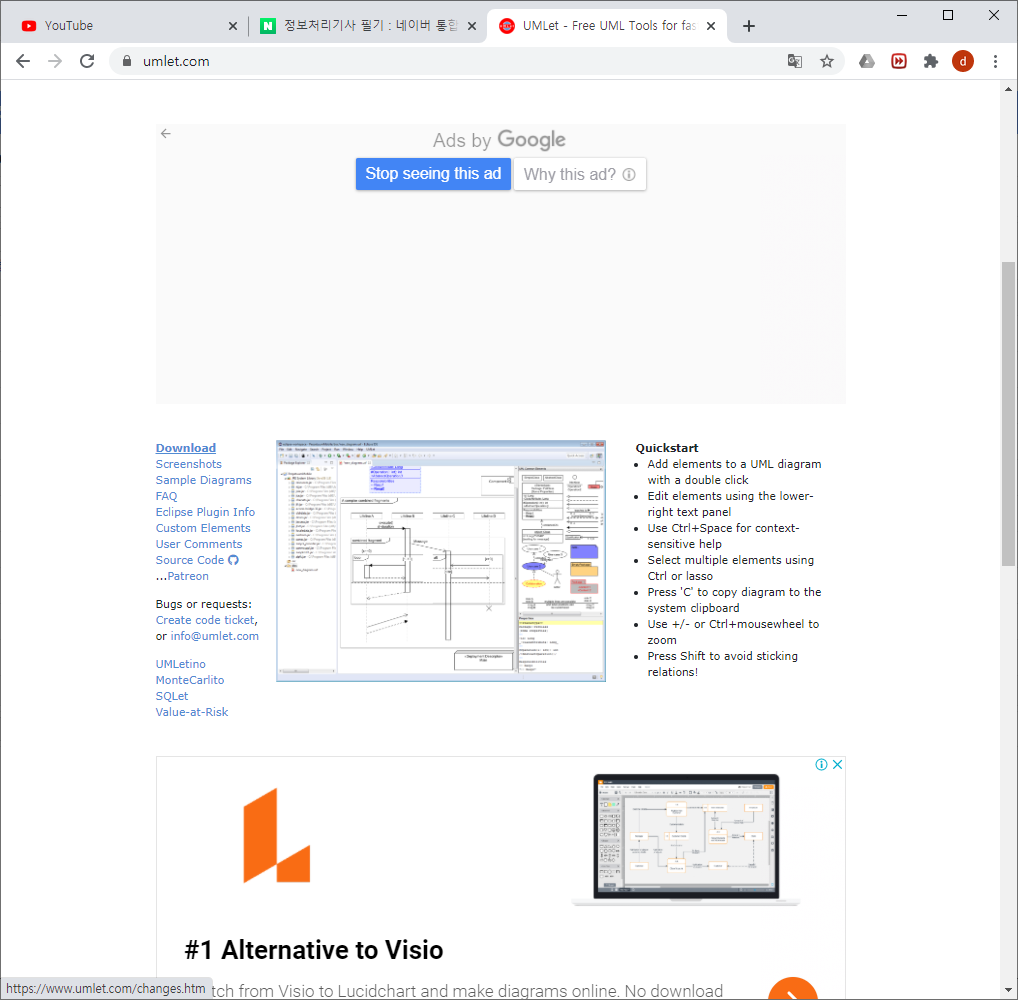 YouTube
정보처리기사 필기 : 네이버 통합
UMLet - Free UML Tools for fas
umlet.com
d
Ads by Google
Stop seeing this ad
Why this ad?
Download
Screenshots
Sample Diagrams
FAQ
Eclipse Plugin Info
Custom Elements
User Comments
Source Code
...Patreon
Bugs or requests:
Create code ticket,
or info@umlet.com
UMLetino
MonteCarlito
SQLet
Value-at-Risk
Quickstart
Add elements to a UML diagram
with a double click
Edit elements using the lower-
right text panel
Use Ctrl+Space for context-
sensitive help
Select multiple elements using
Ctrl or lasso
Press 'C' to copy diagram to the
system clipboard
Use +/- or Ctrl+mousewheel to
zoom
Press Shift to avoid sticking
relations!
#1 Alternative to Visio
tch from Visio to Lucidchart and make diagrams online. No download
https://www.umlet.com/changes.htm